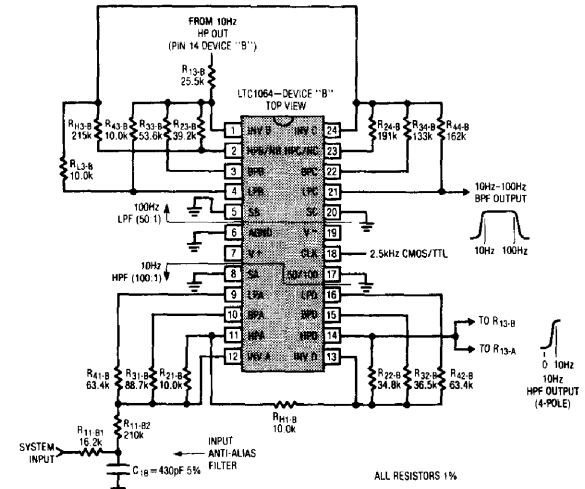 FROM 10Hz
HP OUT
(PIN 14 DEVICE "B")
R13-B
25.5k
LTC1064—DEVICE "B"
TOP VIEW
RH3-B
215k
R43-B
10.0k
R33-B
53.6k
R23-B
39.2k
RL3-B
10.0k
R24-B
191k
R34-B
133k
R44-B
162k
1 INV B INV C 24
2 HPB/NB HPC/NC 23
3 BPB BPC 22
4 LPB LPC 21
5 SB SC 20
6 AGND V− 19
7 V+ CLK 18
8 SA 50/100 17
9 LPA LPD 16
10 BPA BPD 15
11 HPA HPD 14
12 INV A INV D 13
100Hz
LPF (50:1)
10Hz
HPF (100:1)
10Hz–100Hz
BPF OUTPUT
10Hz 100Hz
2.5kHz CMOS/TTL
TO R13-B
TO R13-A
0 10Hz
10Hz
HPF OUTPUT
(4-POLE)
R41-B
63.4k
R31-B
88.7k
R21-B
10.0k
R22-B
34.8k
R32-B
36.5k
R42-B
63.4k
RH1-B
10.0k
R11-B1
16.2k
R11-B2
210k
SYSTEM
INPUT
INPUT
ANTI-ALIAS
FILTER
C1B = 430pF 5%
ALL RESISTORS 1%